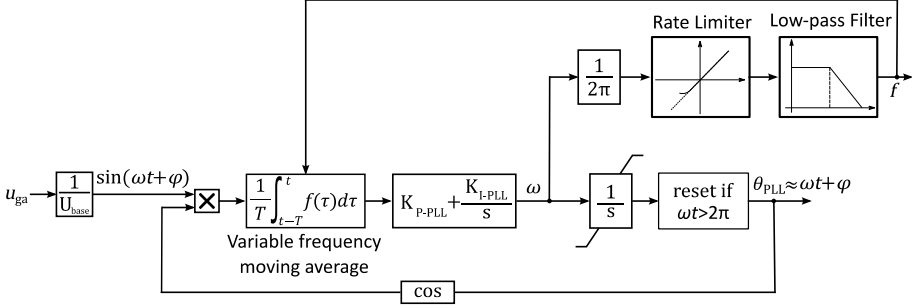 Rate Limiter
Low-pass Filter
1/2π
f
u_ga
1/U_base
sin(ωt+φ)
×
1/T ∫_{t−T}^{t} f(τ)dτ
K_P-PLL + K_I-PLL/s
ω
1/s
reset if
ωt>2π
θ_PLL≈ωt+φ
Variable frequency
moving average
cos